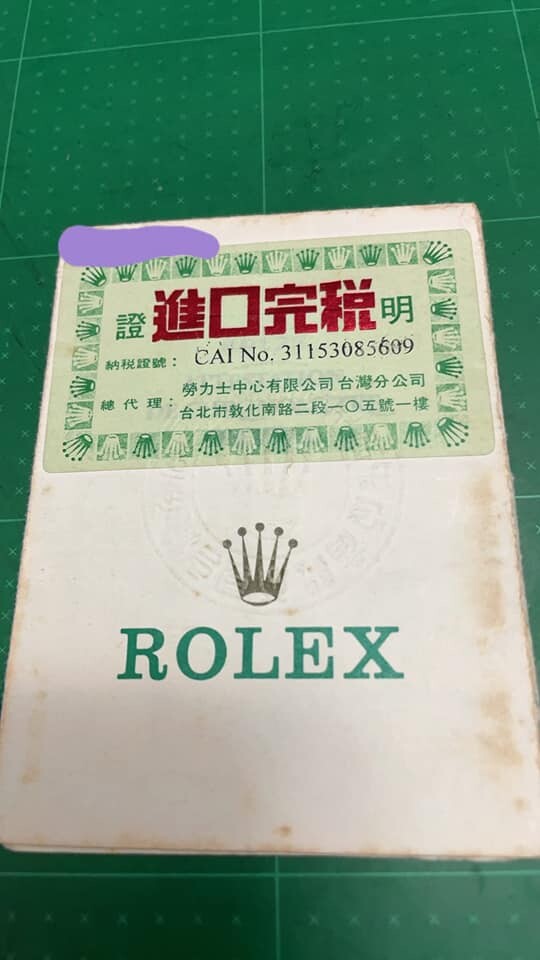 證進口完税明
納税證號： CAI No. 31153085609
總代理： 勞力士中心有限公司 台灣分公司
台北市敦化南路二段一〇五號一樓
ROLEX